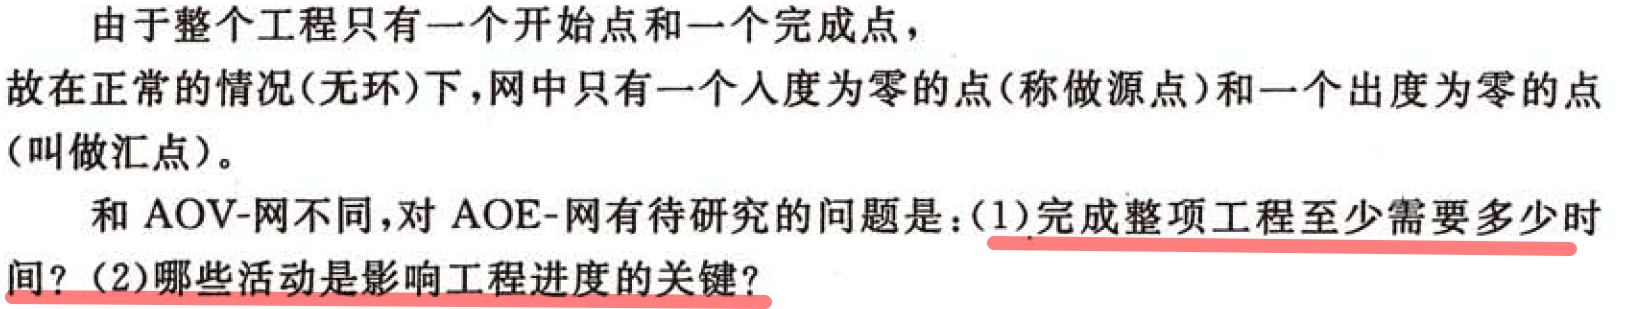 由于整个工程只有一个开始点和一个完成点，
故在正常的情况(无环)下,网中只有一个入度为零的点(称做源点)和一个出度为零的点
(叫做汇点)。
和 AOV-网不同,对 AOE-网有待研究的问题是:(1)完成整项工程至少需要多少时
间? (2)哪些活动是影响工程进度的关键?